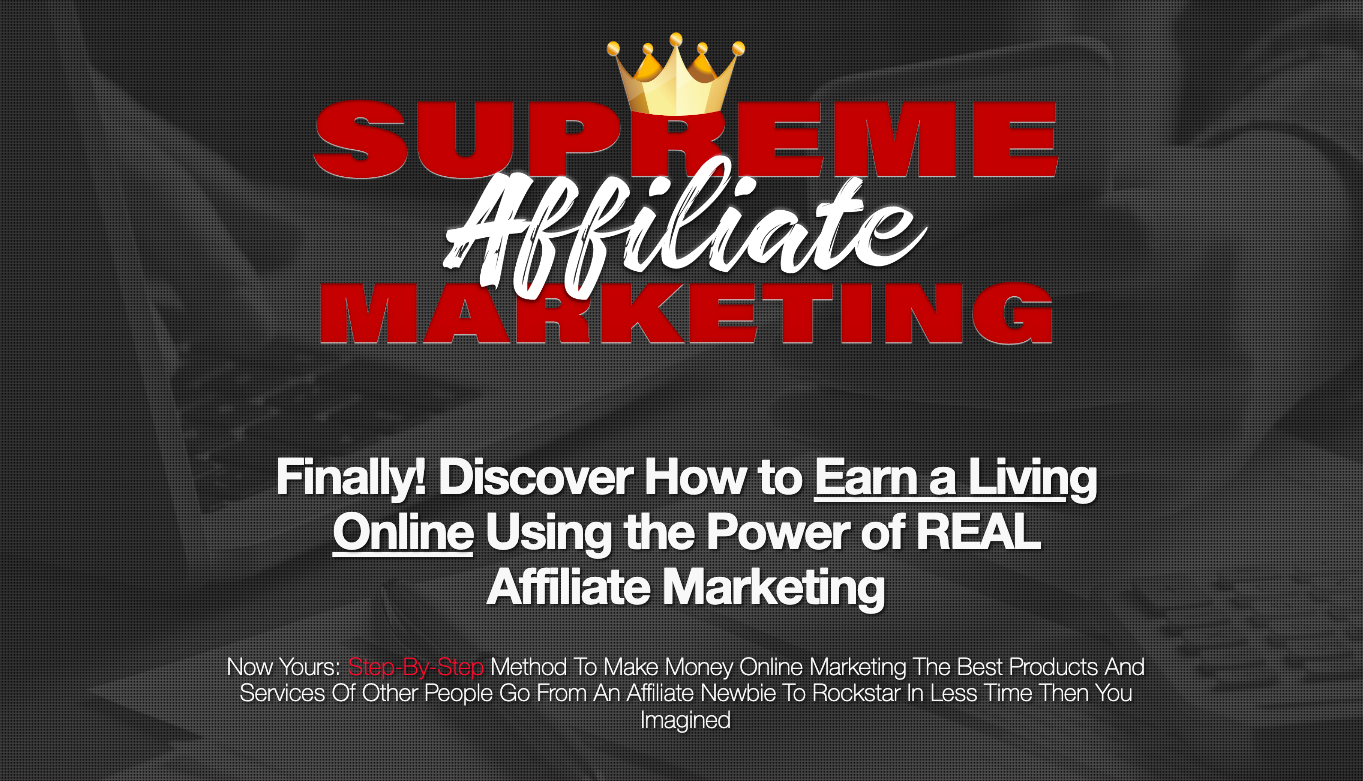 SUPREME
Affiliate
MARKETING
Finally! Discover How to Earn a Living
Online Using the Power of REAL
Affiliate Marketing
Now Yours: Step-By-Step Method To Make Money Online Marketing The Best Products And
Services Of Other People Go From An Affiliate Newbie To Rockstar In Less Time Then You
Imagined